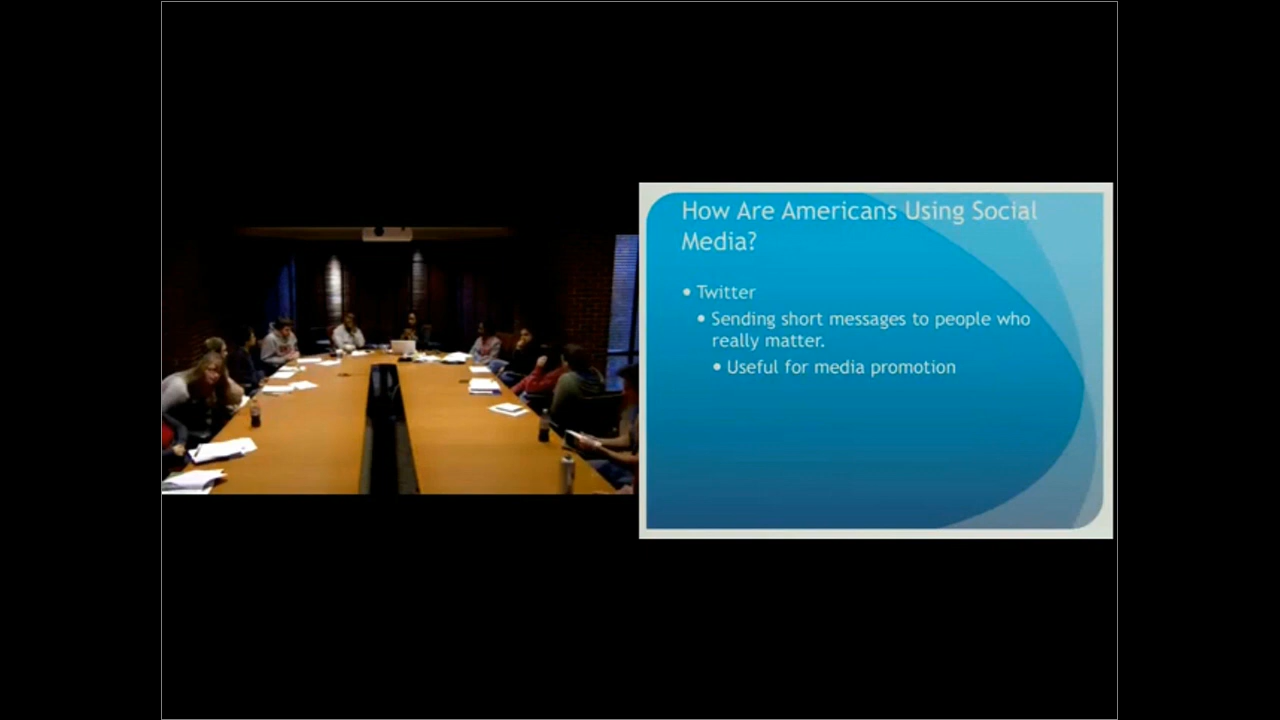 How Are Americans Using Social
Media?
• Twitter
• Sending short messages to people who
really matter.
• Useful for media promotion